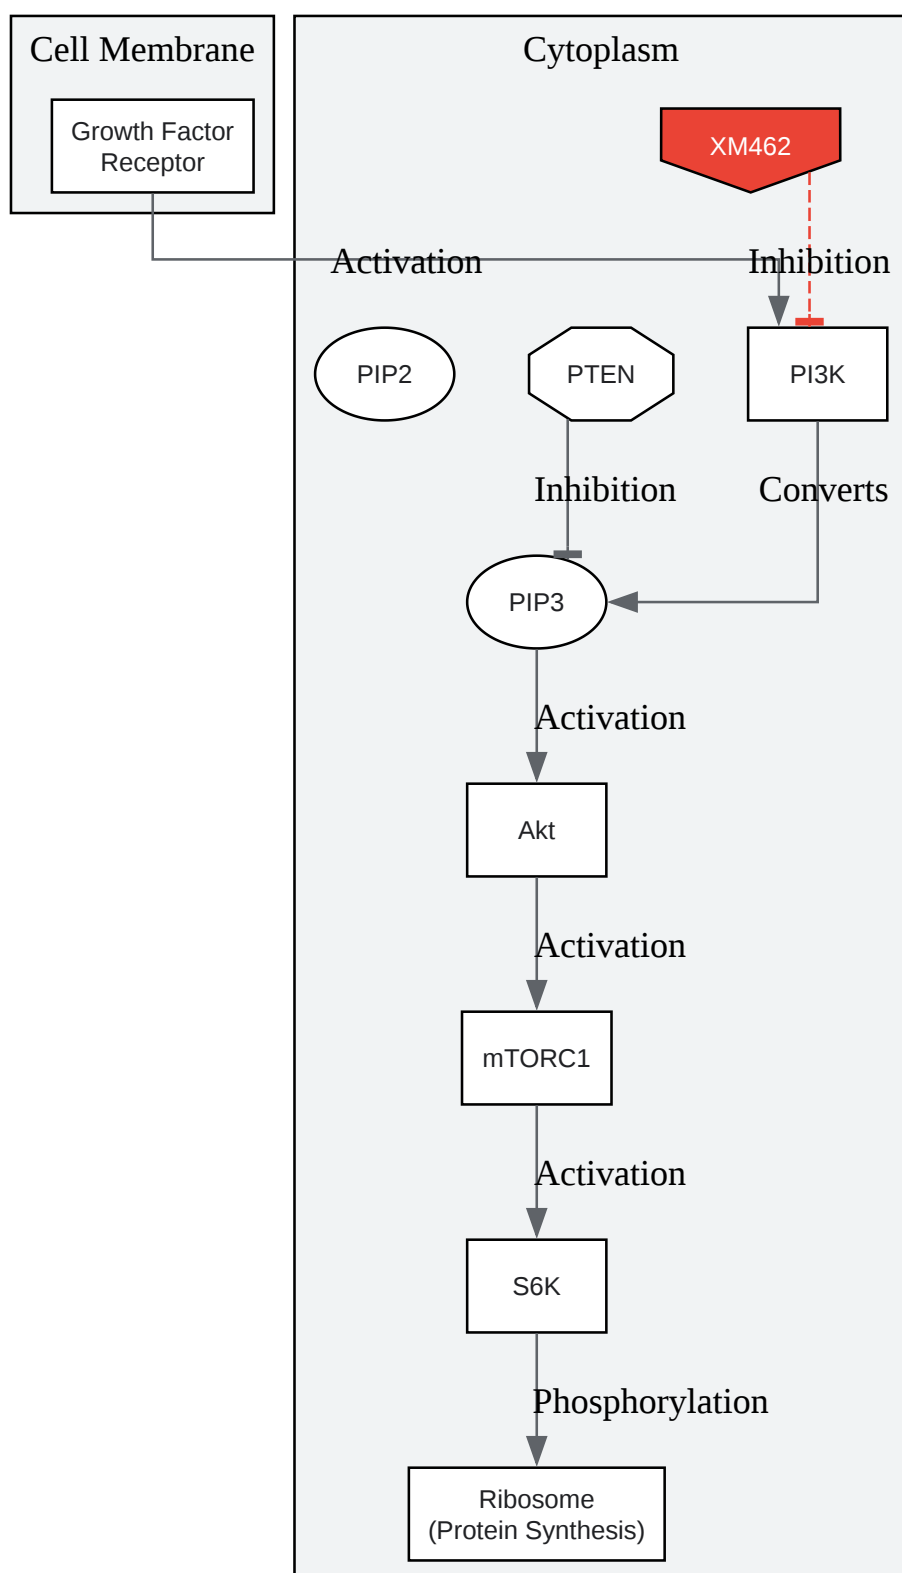 Cell Membrane
Cytoplasm
Growth Factor
Receptor
XM462
Activation
Inhibition
PIP2
PTEN
PI3K
Inhibition
Converts
PIP3
Activation
Akt
Activation
mTORC1
Activation
S6K
Phosphorylation
Ribosome
(Protein Synthesis)